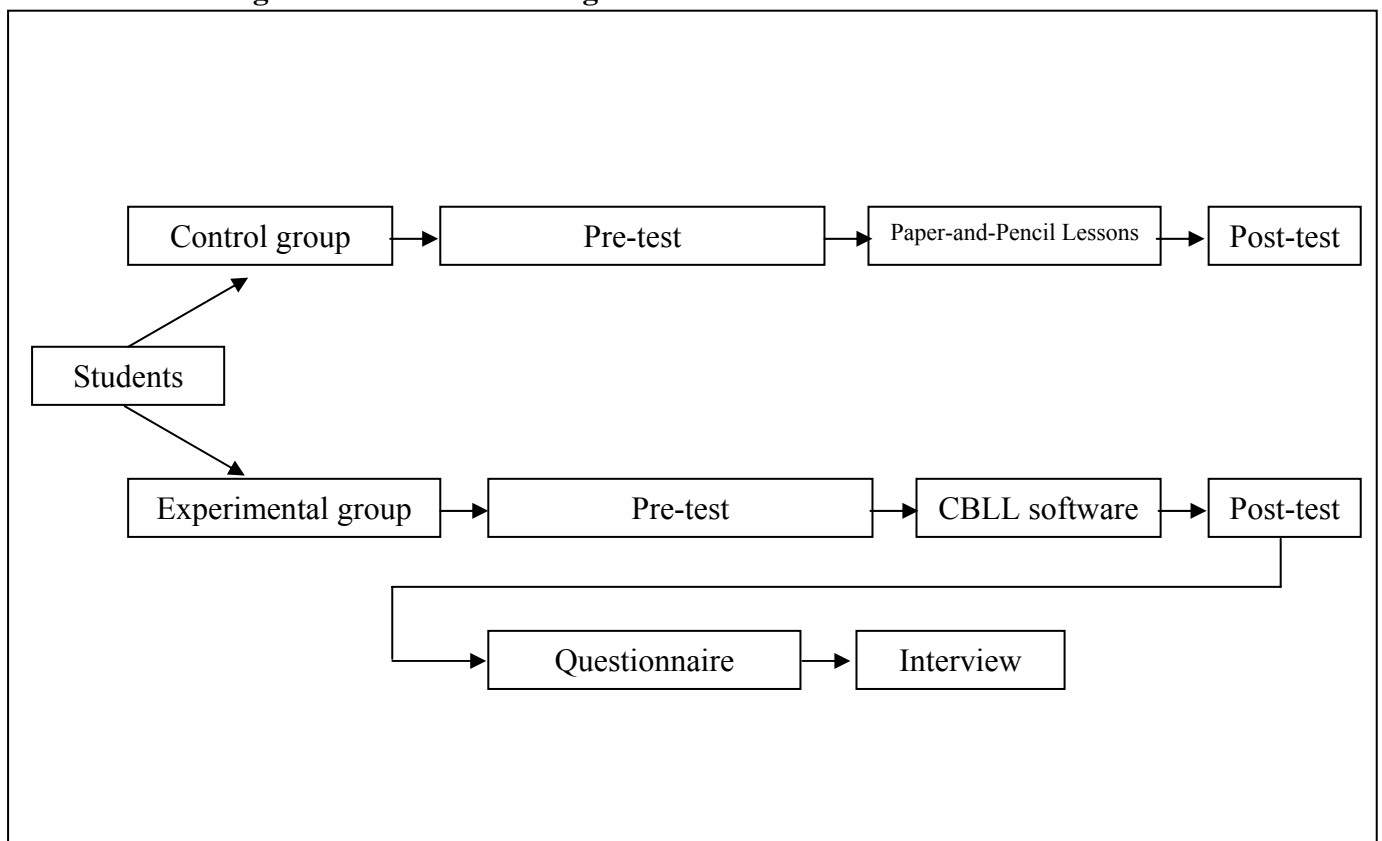 Control group
Pre-test
Paper-and-Pencil Lessons
Post-test
Students
Experimental group
Pre-test
CBLL software
Post-test
Questionnaire
Interview